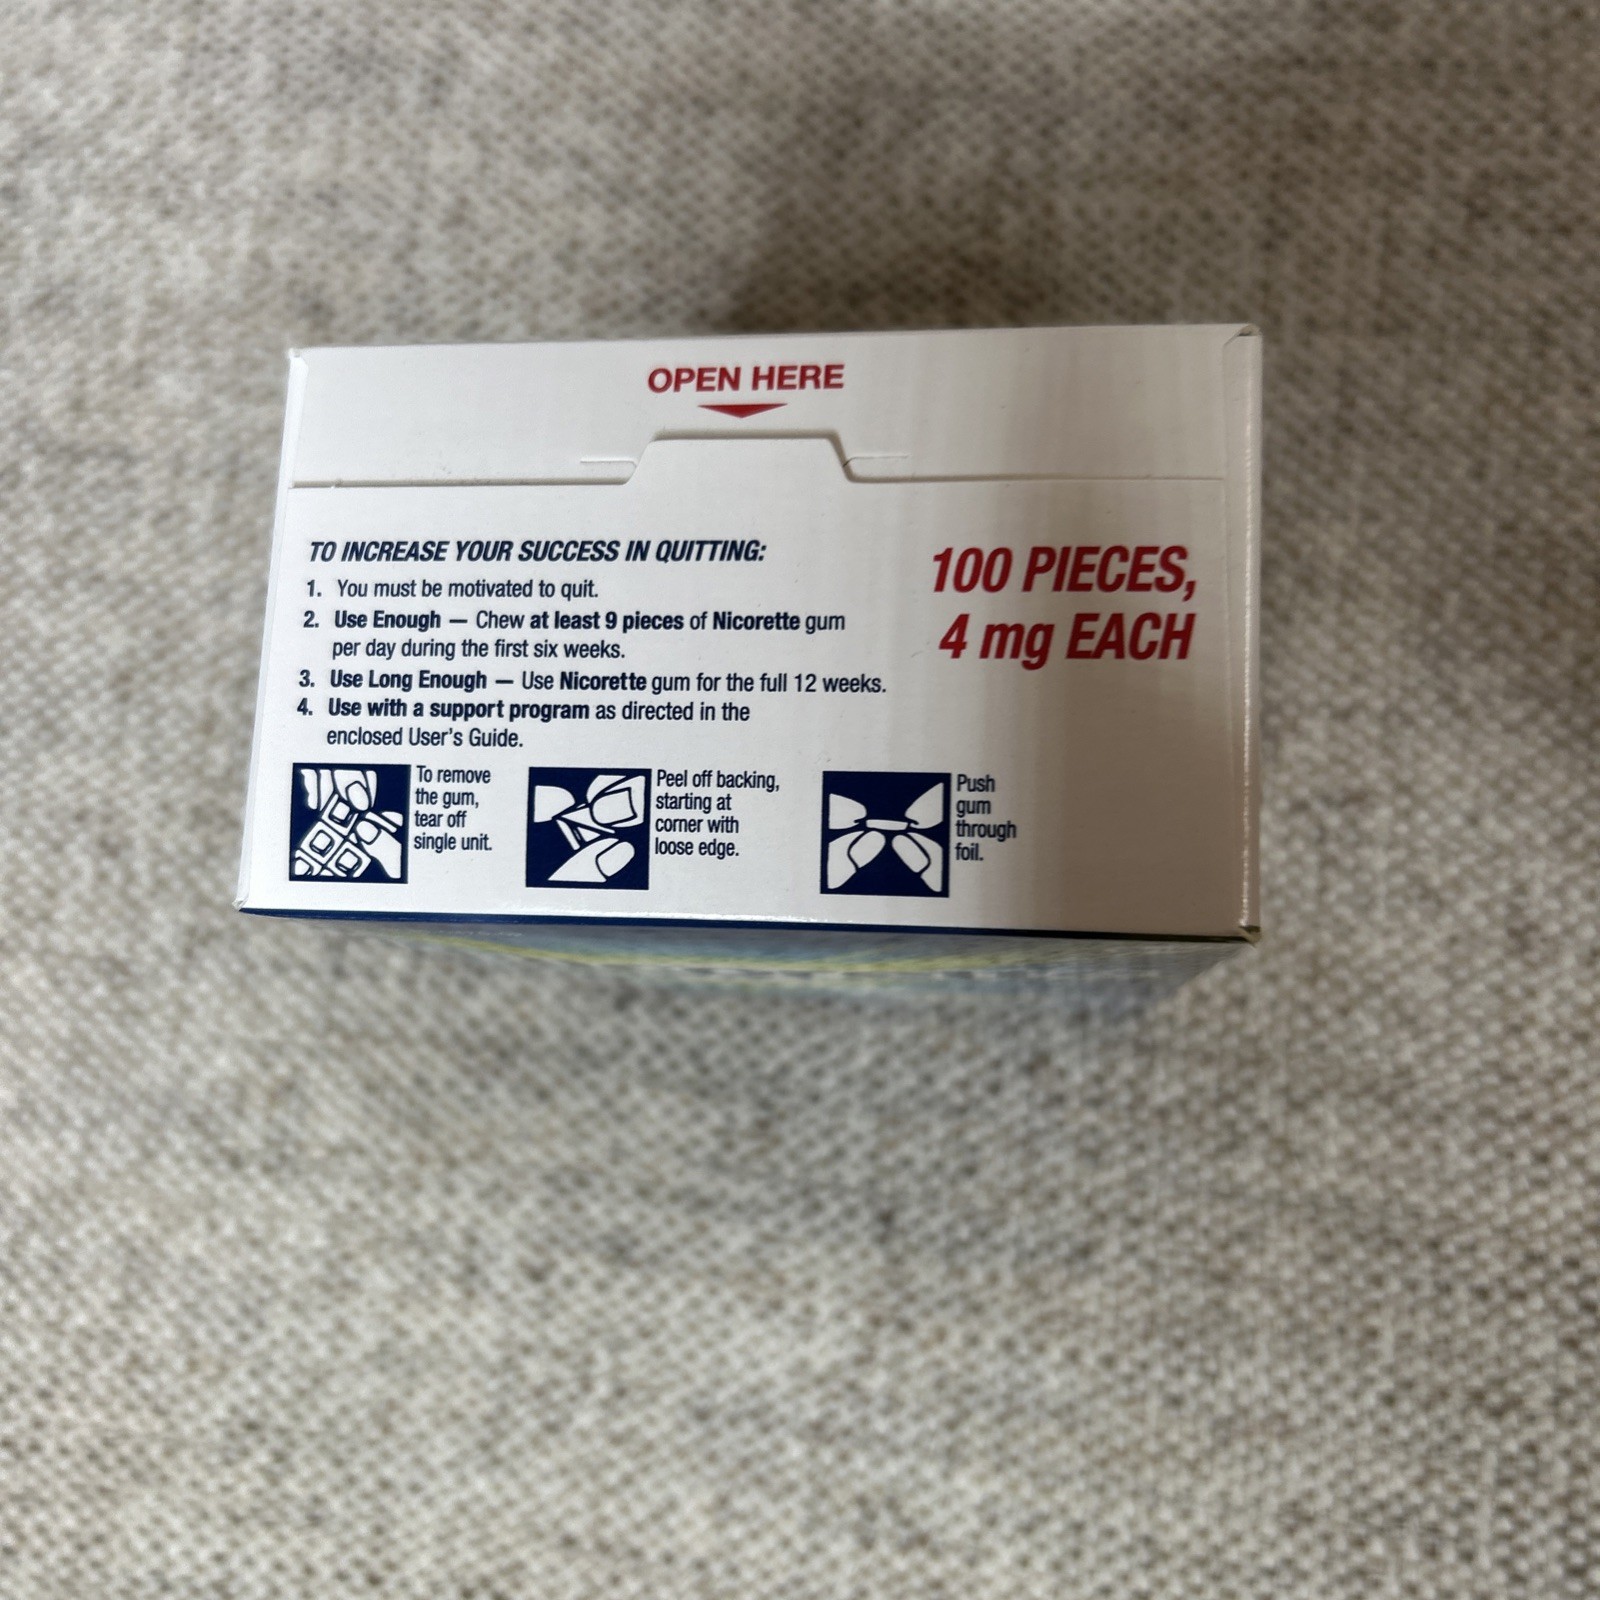 OPEN HERE
TO INCREASE YOUR SUCCESS IN QUITTING:
1. You must be motivated to quit.
2. Use Enough — Chew at least 9 pieces of Nicorette gum
per day during the first six weeks.
3. Use Long Enough — Use Nicorette gum for the full 12 weeks.
4. Use with a support program as directed in the
enclosed User's Guide.
100 PIECES,
4 mg EACH
To remove
the gum,
tear off
single unit.
Peel off backing,
starting at
corner with
loose edge.
Push
gum
through
foil.